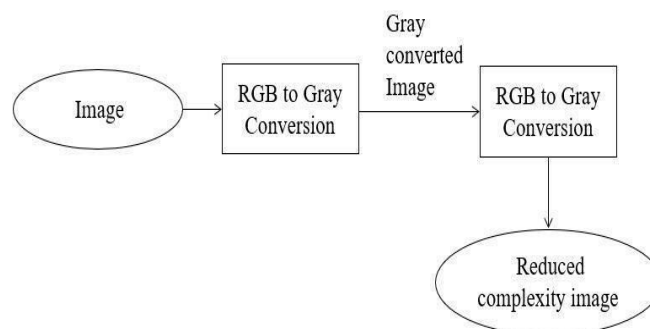 Image
RGB to Gray
Conversion
Gray
converted
Image
RGB to Gray
Conversion
Reduced
complexity image